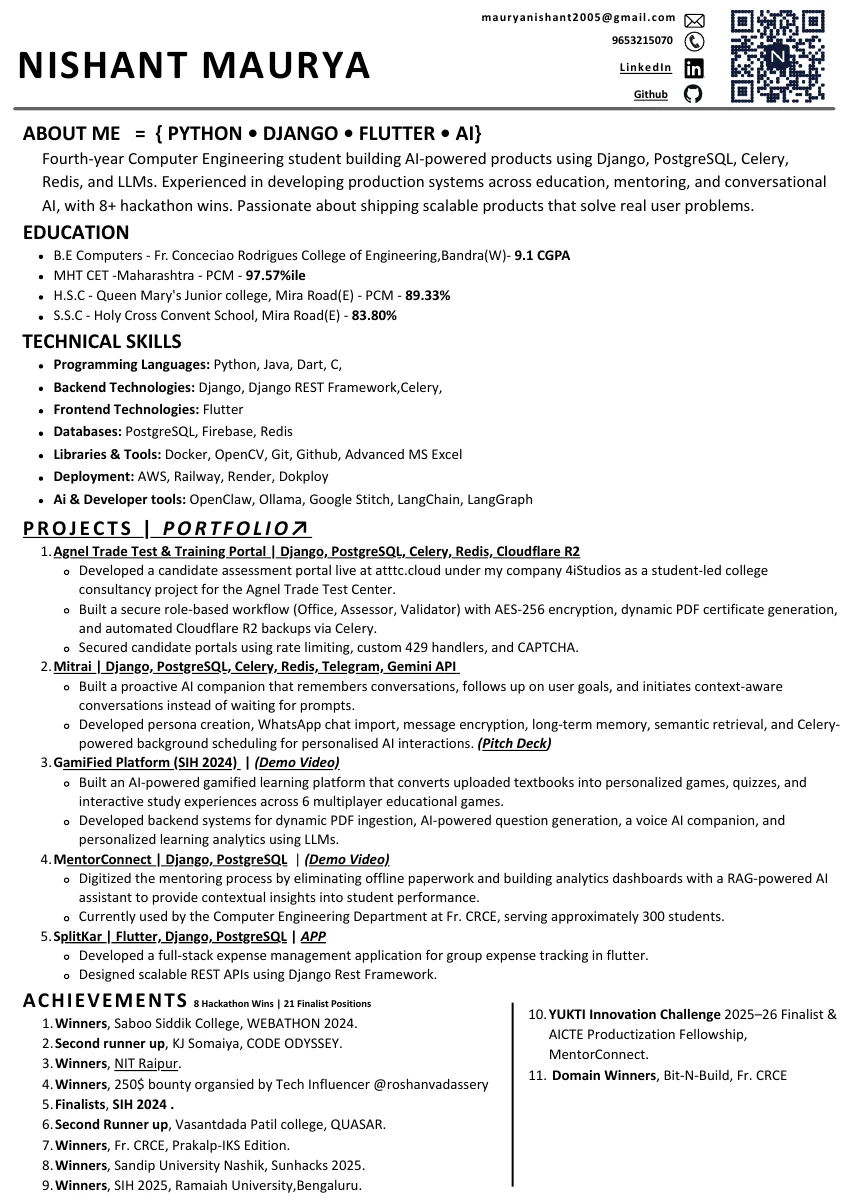 mauryanishant2005@gmail.com
9653215070
LinkedIn
Github
NISHANT MAURYA
ABOUT ME = { PYTHON • DJANGO • FLUTTER • AI}
Fourth-year Computer Engineering student building AI-powered products using Django, PostgreSQL, Celery,
Redis, and LLMs. Experienced in developing production systems across education, mentoring, and conversational
AI, with 8+ hackathon wins. Passionate about shipping scalable products that solve real user problems.
EDUCATION
• B.E Computers - Fr. Conceciao Rodrigues College of Engineering,Bandra(W)- 9.1 CGPA
• MHT CET -Maharashtra - PCM - 97.57%ile
• H.S.C - Queen Mary's Junior college, Mira Road(E) - PCM - 89.33%
• S.S.C - Holy Cross Convent School, Mira Road(E) - 83.80%
TECHNICAL SKILLS
• Programming Languages: Python, Java, Dart, C,
• Backend Technologies: Django, Django REST Framework,Celery,
• Frontend Technologies: Flutter
• Databases: PostgreSQL, Firebase, Redis
• Libraries & Tools: Docker, OpenCV, Git, Github, Advanced MS Excel
• Deployment: AWS, Railway, Render, Dokploy
• Ai & Developer tools: OpenClaw, Ollama, Google Stitch, LangChain, LangGraph
PROJECTS | PORTFOLIO↗
1. Agnel Trade Test & Training Portal | Django, PostgreSQL, Celery, Redis, Cloudflare R2
Developed a candidate assessment portal live at atttc.cloud under my company 4iStudios as a student-led college
consultancy project for the Agnel Trade Test Center.
Built a secure role-based workflow (Office, Assessor, Validator) with AES-256 encryption, dynamic PDF certificate generation,
and automated Cloudflare R2 backups via Celery.
Secured candidate portals using rate limiting, custom 429 handlers, and CAPTCHA.
2. Mitrai | Django, PostgreSQL, Celery, Redis, Telegram, Gemini API
Built a proactive AI companion that remembers conversations, follows up on user goals, and initiates context-aware
conversations instead of waiting for prompts.
Developed persona creation, WhatsApp chat import, message encryption, long-term memory, semantic retrieval, and Celery-
powered background scheduling for personalised AI interactions. (Pitch Deck)
3. GamiFied Platform (SIH 2024) | (Demo Video)
Built an AI-powered gamified learning platform that converts uploaded textbooks into personalized games, quizzes, and
interactive study experiences across 6 multiplayer educational games.
Developed backend systems for dynamic PDF ingestion, AI-powered question generation, a voice AI companion, and
personalized learning analytics using LLMs.
4. MentorConnect | Django, PostgreSQL | (Demo Video)
Digitized the mentoring process by eliminating offline paperwork and building analytics dashboards with a RAG-powered AI
assistant to provide contextual insights into student performance.
Currently used by the Computer Engineering Department at Fr. CRCE, serving approximately 300 students.
5. SplitKar | Flutter, Django, PostgreSQL | APP
Developed a full-stack expense management application for group expense tracking in flutter.
Designed scalable REST APIs using Django Rest Framework.
ACHIEVEMENTS 8 Hackathon Wins | 21 Finalist Positions
1. Winners, Saboo Siddik College, WEBATHON 2024.
2. Second runner up, KJ Somaiya, CODE ODYSSEY.
3. Winners, NIT Raipur.
4. Winners, 250$ bounty organsied by Tech Influencer @roshanvadassery
5. Finalists, SIH 2024 .
6. Second Runner up, Vasantdada Patil college, QUASAR.
7. Winners, Fr. CRCE, Prakalp-IKS Edition.
8. Winners, Sandip University Nashik, Sunhacks 2025.
9. Winners, SIH 2025, Ramaiah University,Bengaluru.
10. YUKTI Innovation Challenge 2025–26 Finalist &
AICTE Productization Fellowship,
MentorConnect.
11. Domain Winners, Bit-N-Build, Fr. CRCE